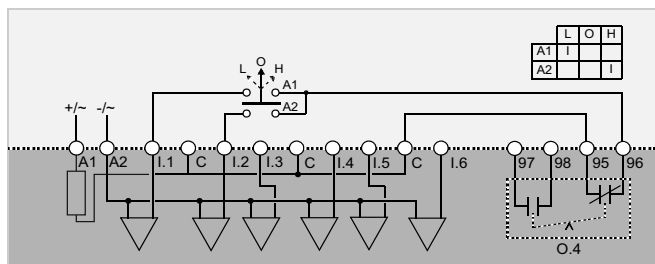 L O H
A1 I
A2 I
O
L H
A1
A2
+/~ -/~
A1 A2 I.1 C I.2 I.3 C I.4 I.5 C I.6 97 98 95 96
O.4